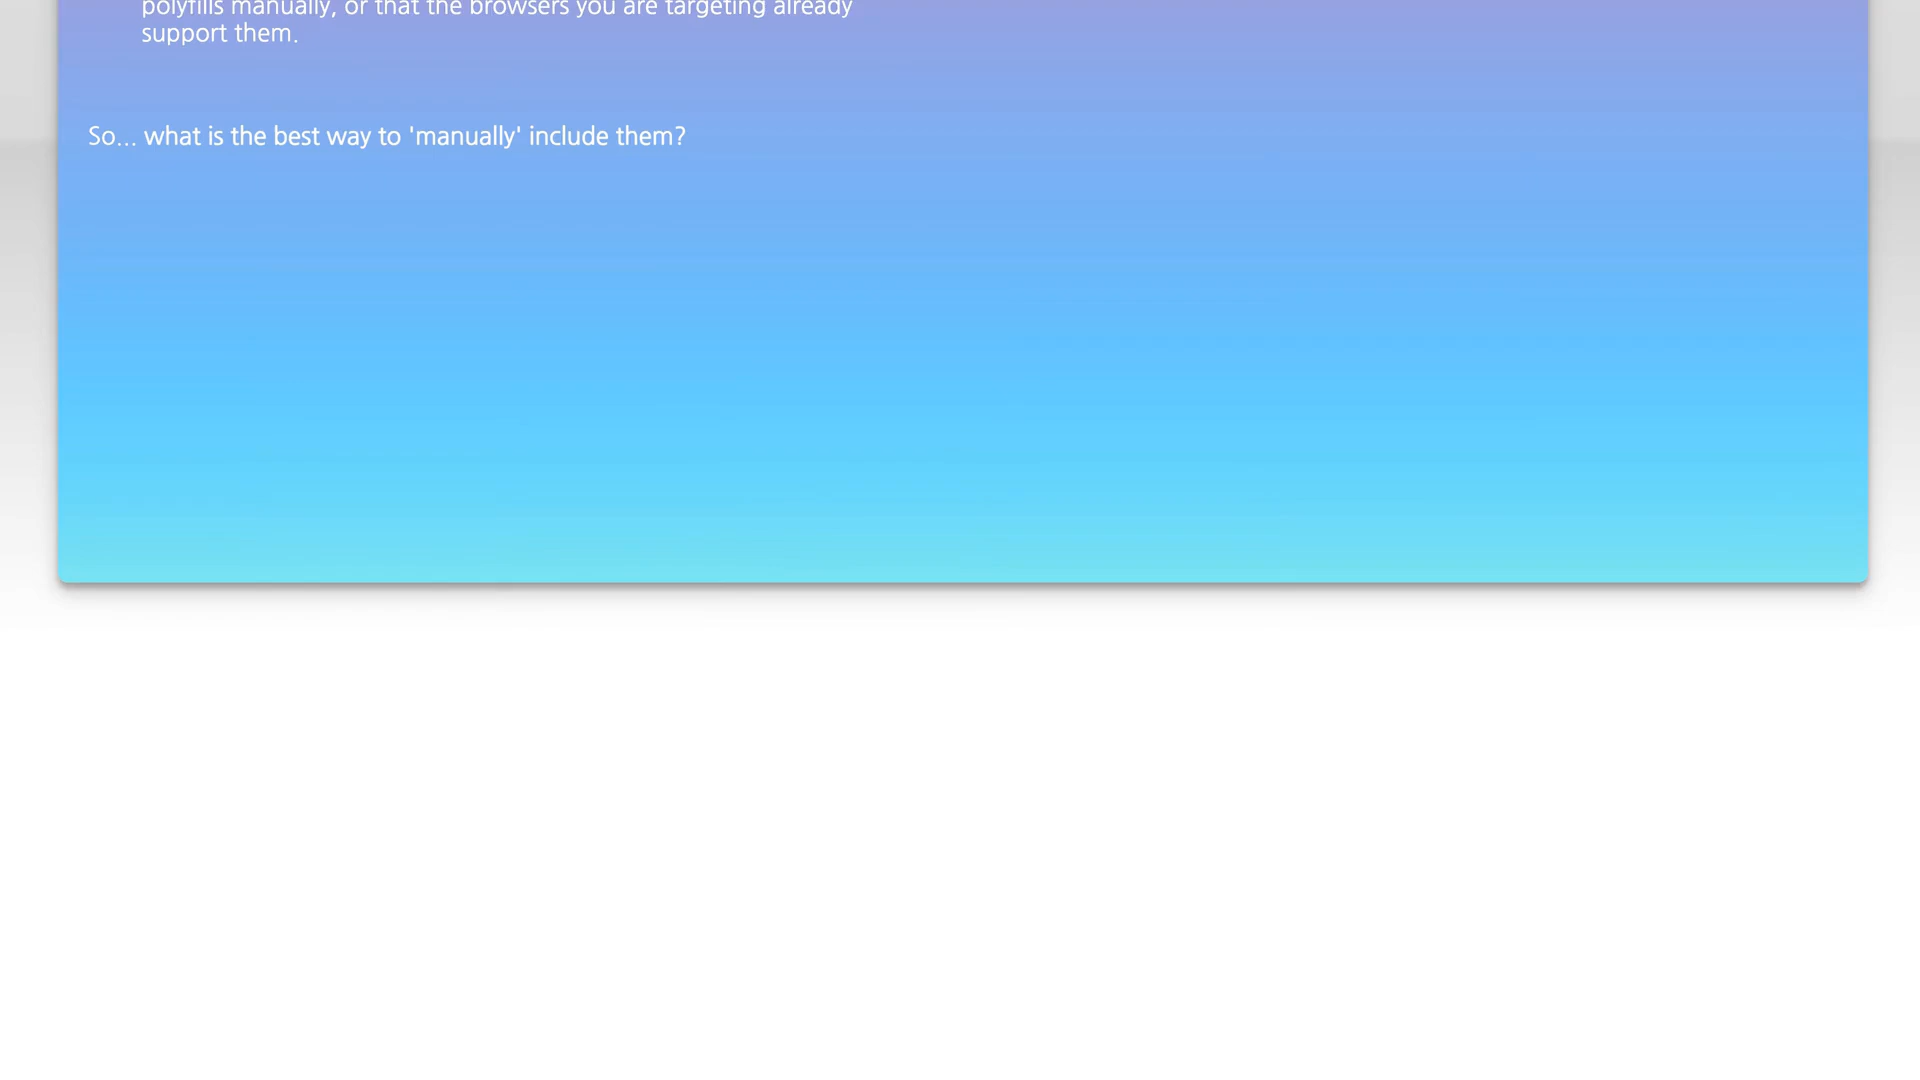 polyfills manually, or that the browsers you are targeting already
support them.
So... what is the best way to 'manually' include them?